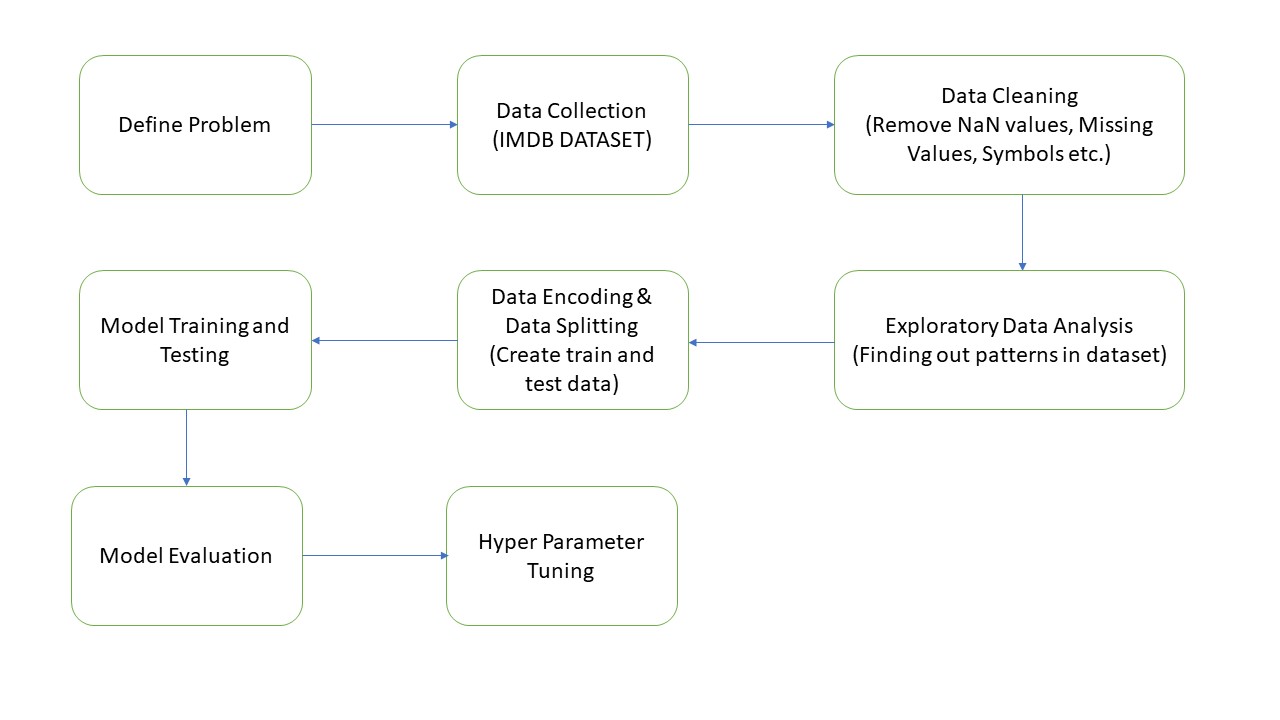 Define Problem
Data Collection
(IMDB DATASET)
Data Cleaning
(Remove NaN values, Missing
Values, Symbols etc.)
Model Training and
Testing
Data Encoding &
Data Splitting
(Create train and
test data)
Exploratory Data Analysis
(Finding out patterns in dataset)
Model Evaluation
Hyper Parameter
Tuning